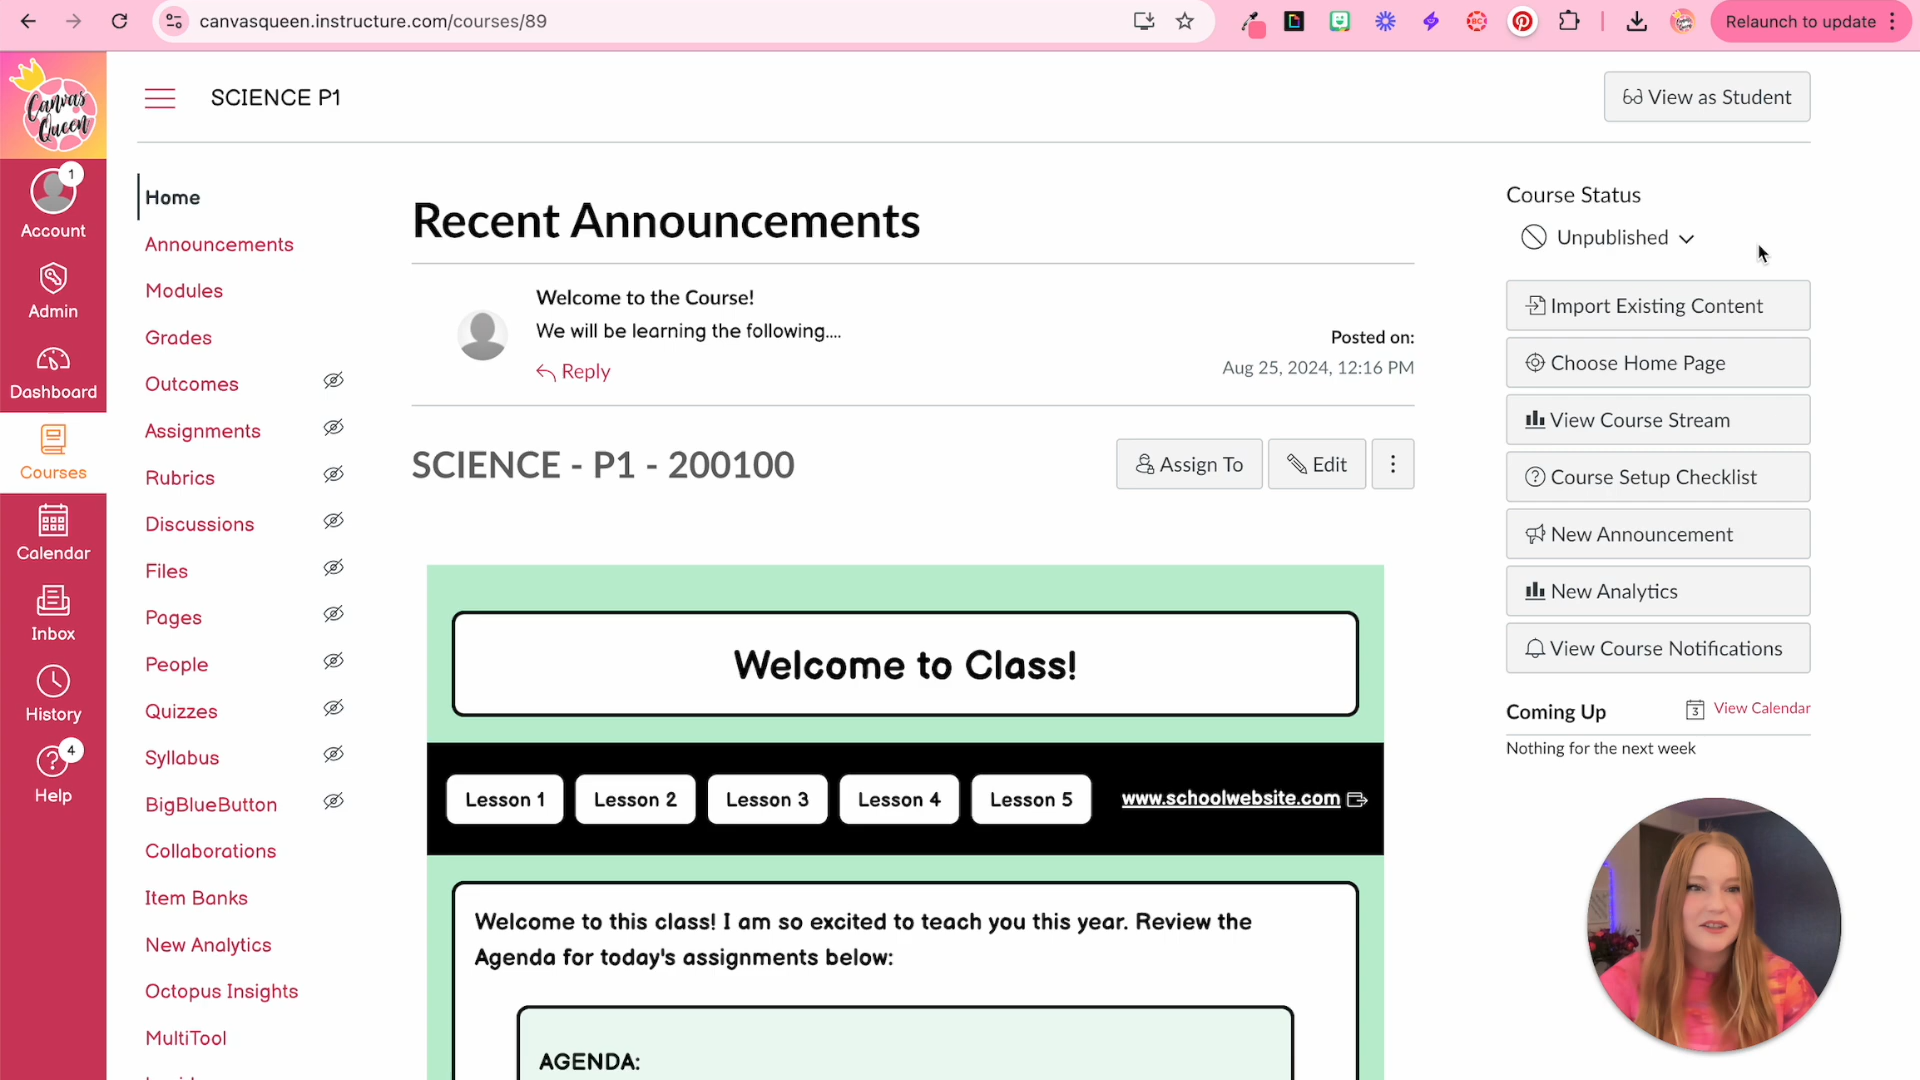 canvasqueen.instructure.com/courses/89
Relaunch to update
Canvas
Queen
SCIENCE P1
View as Student
1
Account
Admin
Dashboard
Courses
Calendar
Inbox
History
4
Help
Home
Announcements
Modules
Grades
Outcomes
Assignments
Rubrics
Discussions
Files
Pages
People
Quizzes
Syllabus
BigBlueButton
Collaborations
Item Banks
New Analytics
Octopus Insights
MultiTool
Recent Announcements
Welcome to the Course!
We will be learning the following....
Reply
Posted on:
Aug 25, 2024, 12:16 PM
SCIENCE - P1 - 200100
Assign To
Edit
Welcome to Class!
Lesson 1
Lesson 2
Lesson 3
Lesson 4
Lesson 5
www.schoolwebsite.com
Welcome to this class! I am so excited to teach you this year. Review the
Agenda for today's assignments below:
AGENDA:
Course Status
Unpublished
Import Existing Content
Choose Home Page
View Course Stream
Course Setup Checklist
New Announcement
New Analytics
View Course Notifications
Coming Up
3
View Calendar
Nothing for the next week